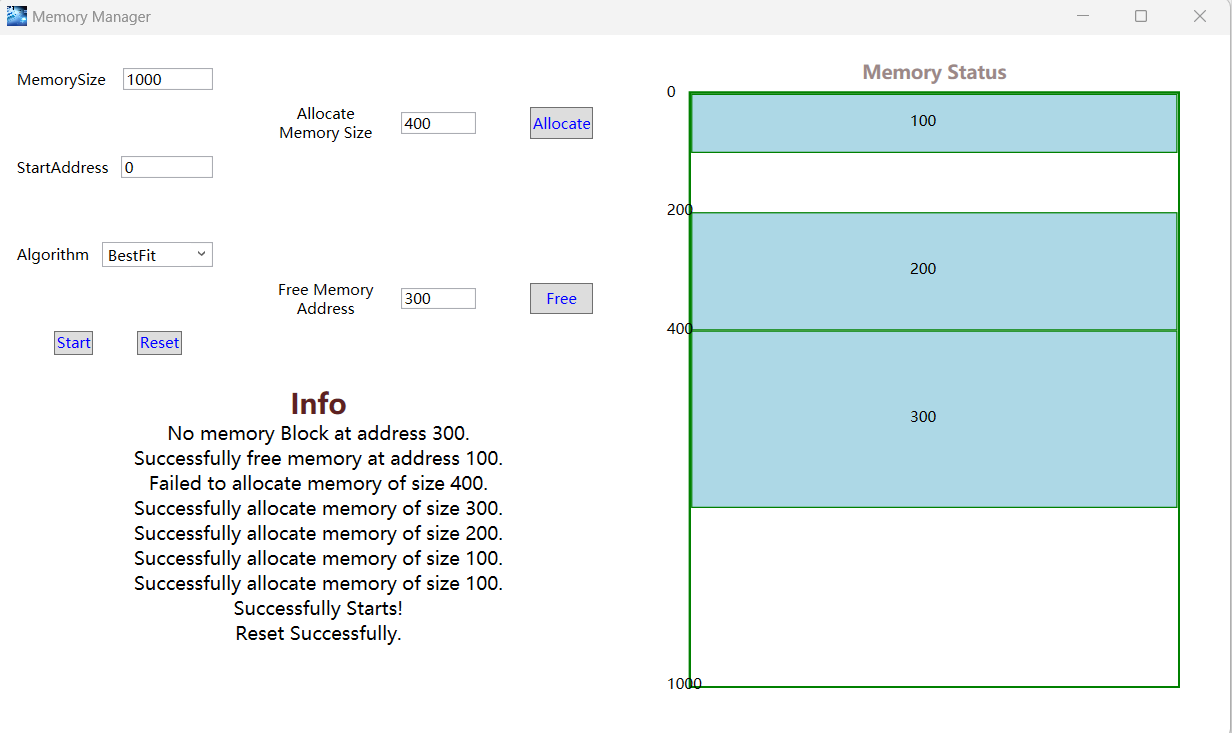 Memory Manager
MemorySize 1000
Allocate
Memory Size 400 Allocate
StartAddress 0
Algorithm BestFit
Free Memory
Address 300 Free
Start Reset
Info
No memory Block at address 300.
Successfully free memory at address 100.
Failed to allocate memory of size 400.
Successfully allocate memory of size 300.
Successfully allocate memory of size 200.
Successfully allocate memory of size 100.
Successfully allocate memory of size 100.
Successfully Starts!
Reset Successfully.
Memory Status
0
100
200
200
400
300
1000